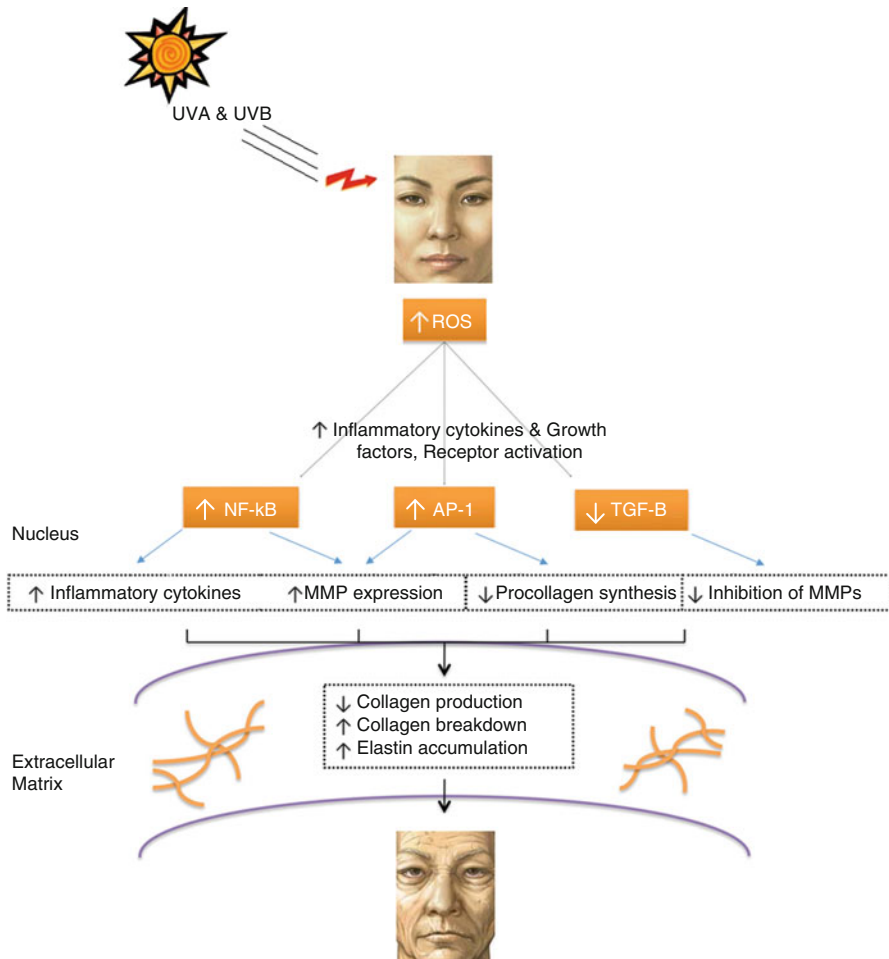 UVA & UVB
↑ ROS
↑ Inflammatory cytokines & Growth
factors, Receptor activation
↑ NF-kB
↑ AP-1
↓ TGF-B
Nucleus
↑ Inflammatory cytokines
↑MMP expression
↓Procollagen synthesis
↓ Inhibition of MMPs
↓ Collagen production
↑ Collagen breakdown
↑ Elastin accumulation
Extracellular
Matrix